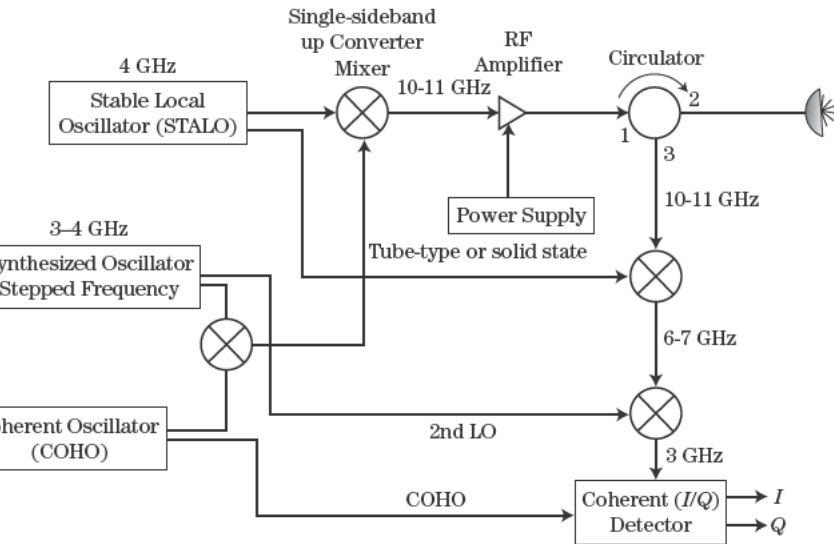 Single-sideband
up Converter
Mixer
RF
Amplifier
Circulator
4 GHz
10-11 GHz
Stable Local
Oscillator (STALO)
1
2
3
Power Supply
10-11 GHz
3–4 GHz
Tube-type or solid state
ynthesized Oscillator
Stepped Frequency
6-7 GHz
herent Oscillator
(COHO)
2nd LO
3 GHz
COHO
Coherent (I/Q)
Detector
I
Q